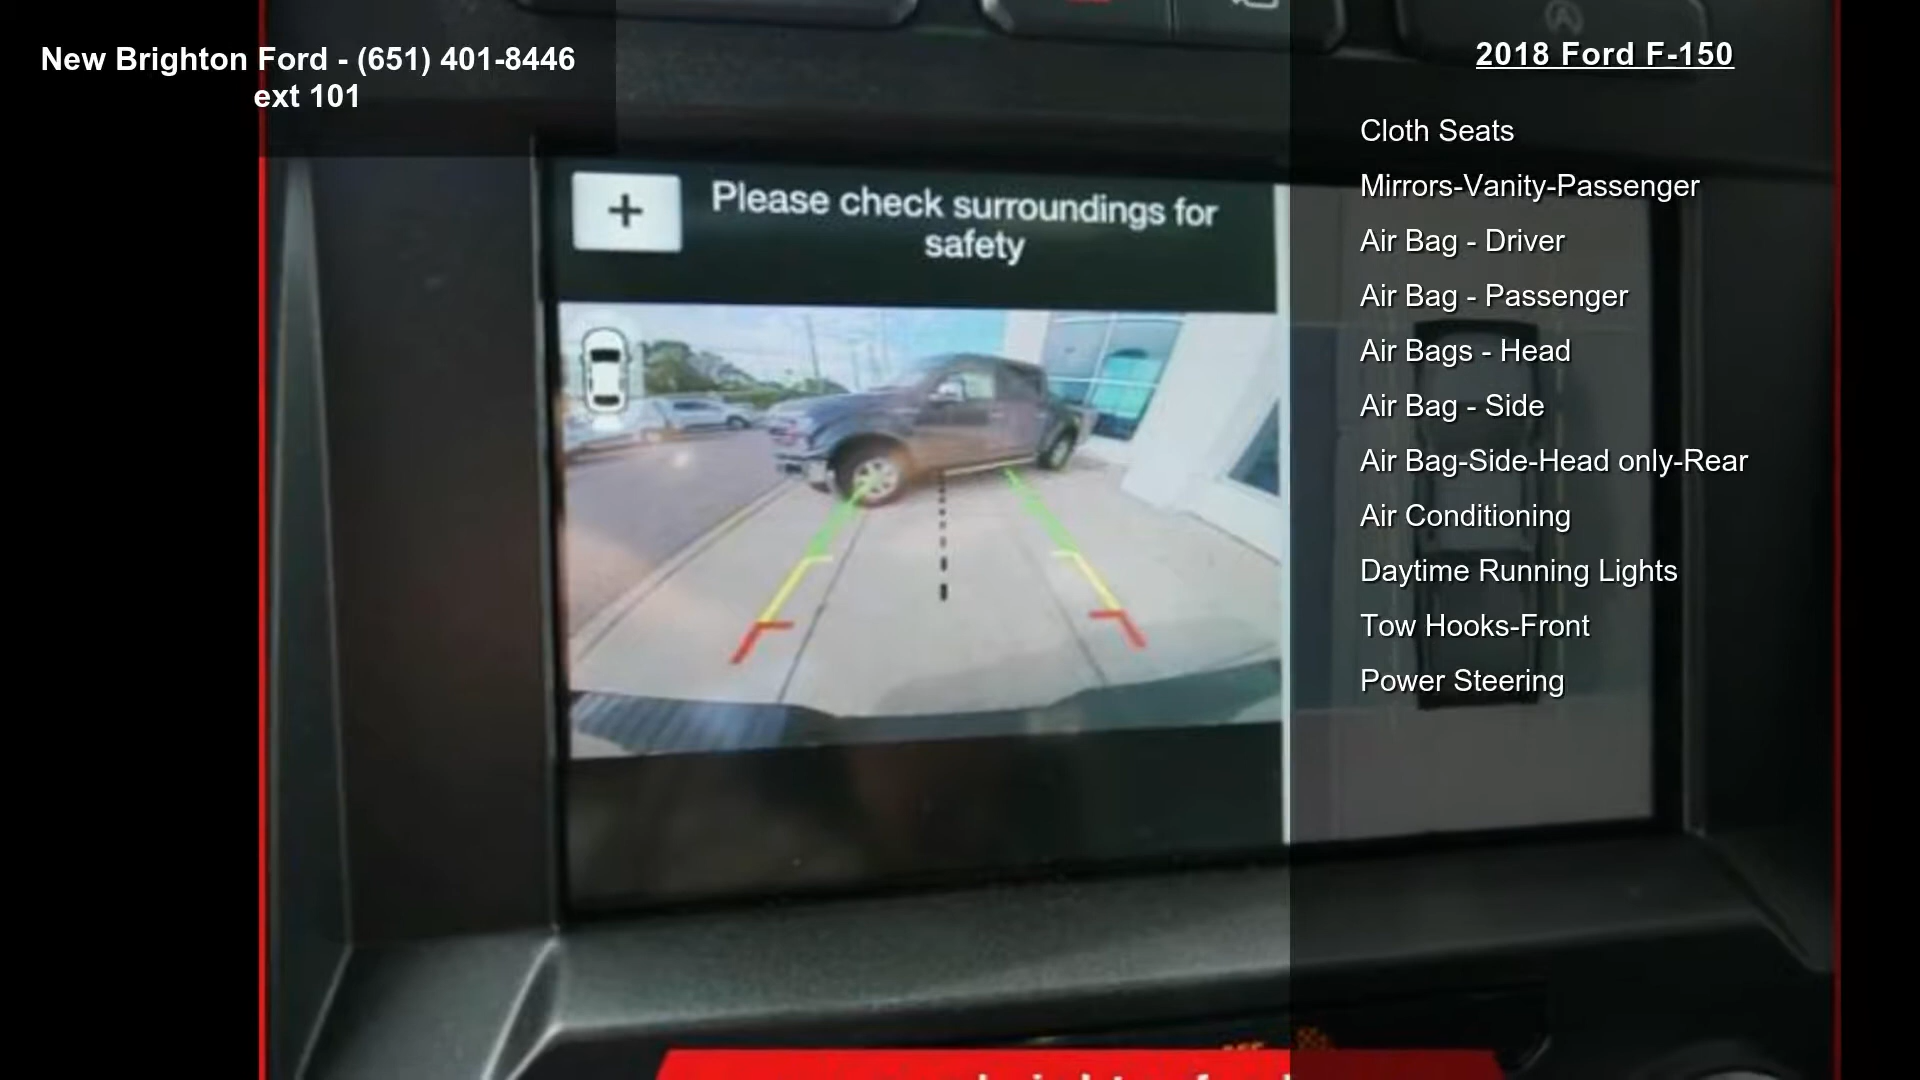 New Brighton Ford - (651) 401-8446
ext 101
2018 Ford F-150
Cloth Seats
Mirrors-Vanity-Passenger
Air Bag - Driver
Air Bag - Passenger
Air Bags - Head
Air Bag - Side
Air Bag-Side-Head only-Rear
Air Conditioning
Daytime Running Lights
Tow Hooks-Front
Power Steering
+
Please check surroundings for
safety